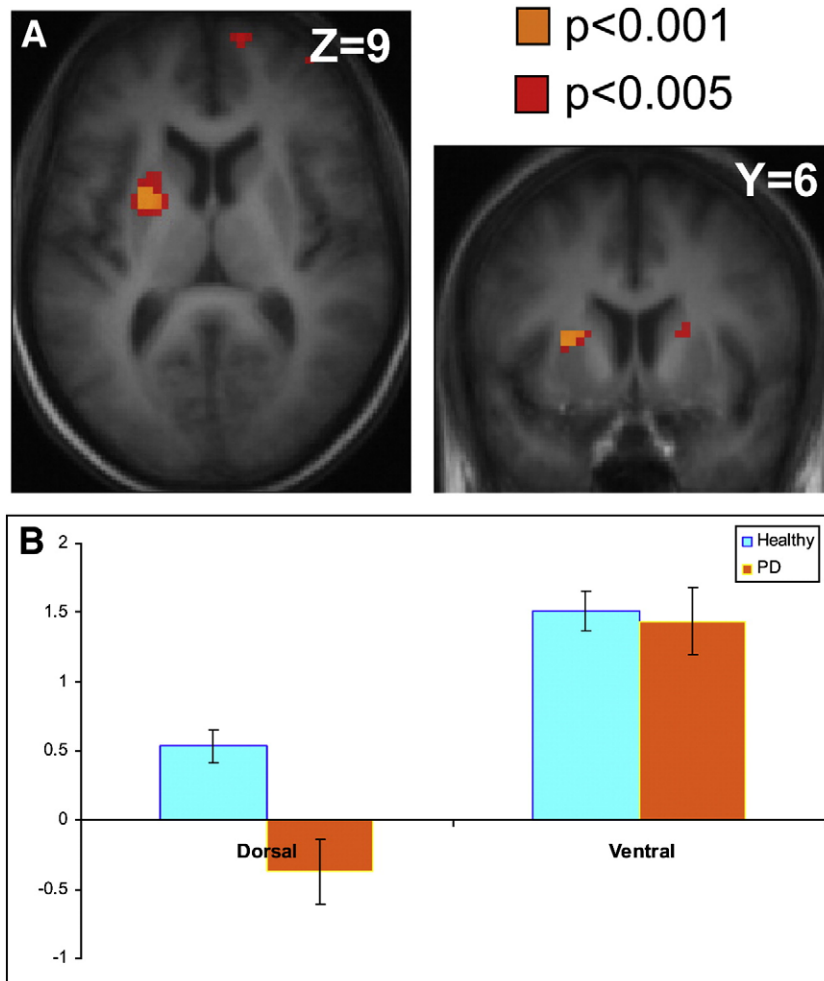 A
Z=9
p<0.001
p<0.005
Y=6
B
2
1.5
1
0.5
0
-0.5
-1
Healthy
PD
Dorsal
Ventral